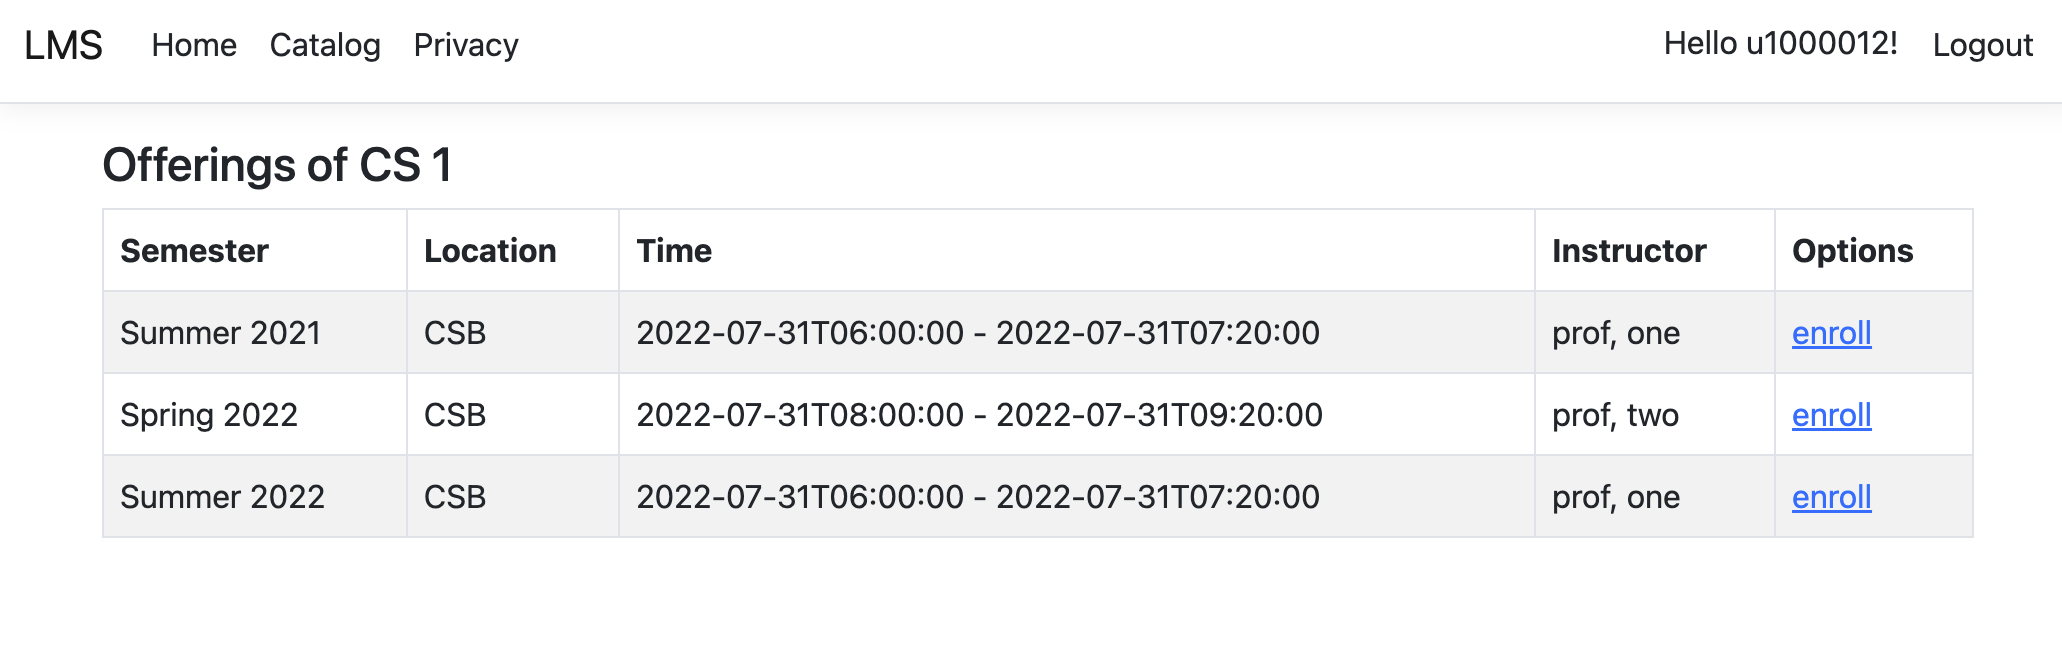 LMS Home Catalog Privacy Hello u1000012! Logout
Offerings of CS 1
Semester Location Time Instructor Options
Summer 2021 CSB 2022-07-31T06:00:00 - 2022-07-31T07:20:00 prof, one enroll
Spring 2022 CSB 2022-07-31T08:00:00 - 2022-07-31T09:20:00 prof, two enroll
Summer 2022 CSB 2022-07-31T06:00:00 - 2022-07-31T07:20:00 prof, one enroll